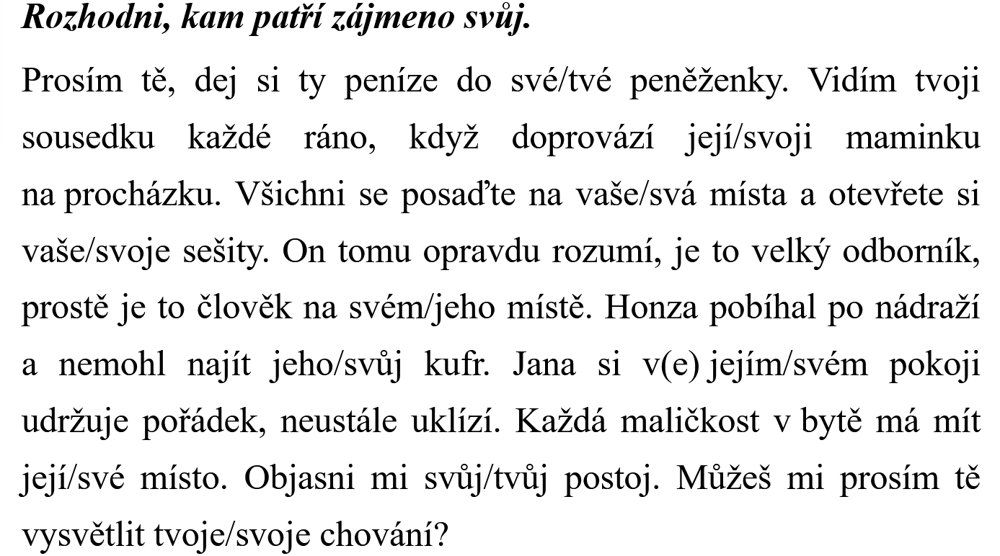 Rozhodni, kam patří zájmeno svůj.
Prosím tě, dej si ty peníze do své/tvé peněženky. Vidím tvoji
sousedku každé ráno, když doprovází její/svoji maminku
na procházku. Všichni se posaďte na vaše/svá místa a otevřete si
vaše/svoje sešity. On tomu opravdu rozumí, je to velký odborník,
prostě je to člověk na svém/jeho místě. Honza pobíhal po nádraží
a nemohl najít jeho/svůj kufr. Jana si v(e) jejím/svém pokoji
udržuje pořádek, neustále uklízí. Každá maličkost v bytě má mít
její/své místo. Objasni mi svůj/tvůj postoj. Můžeš mi prosím tě
vysvětlit tvoje/svoje chování?